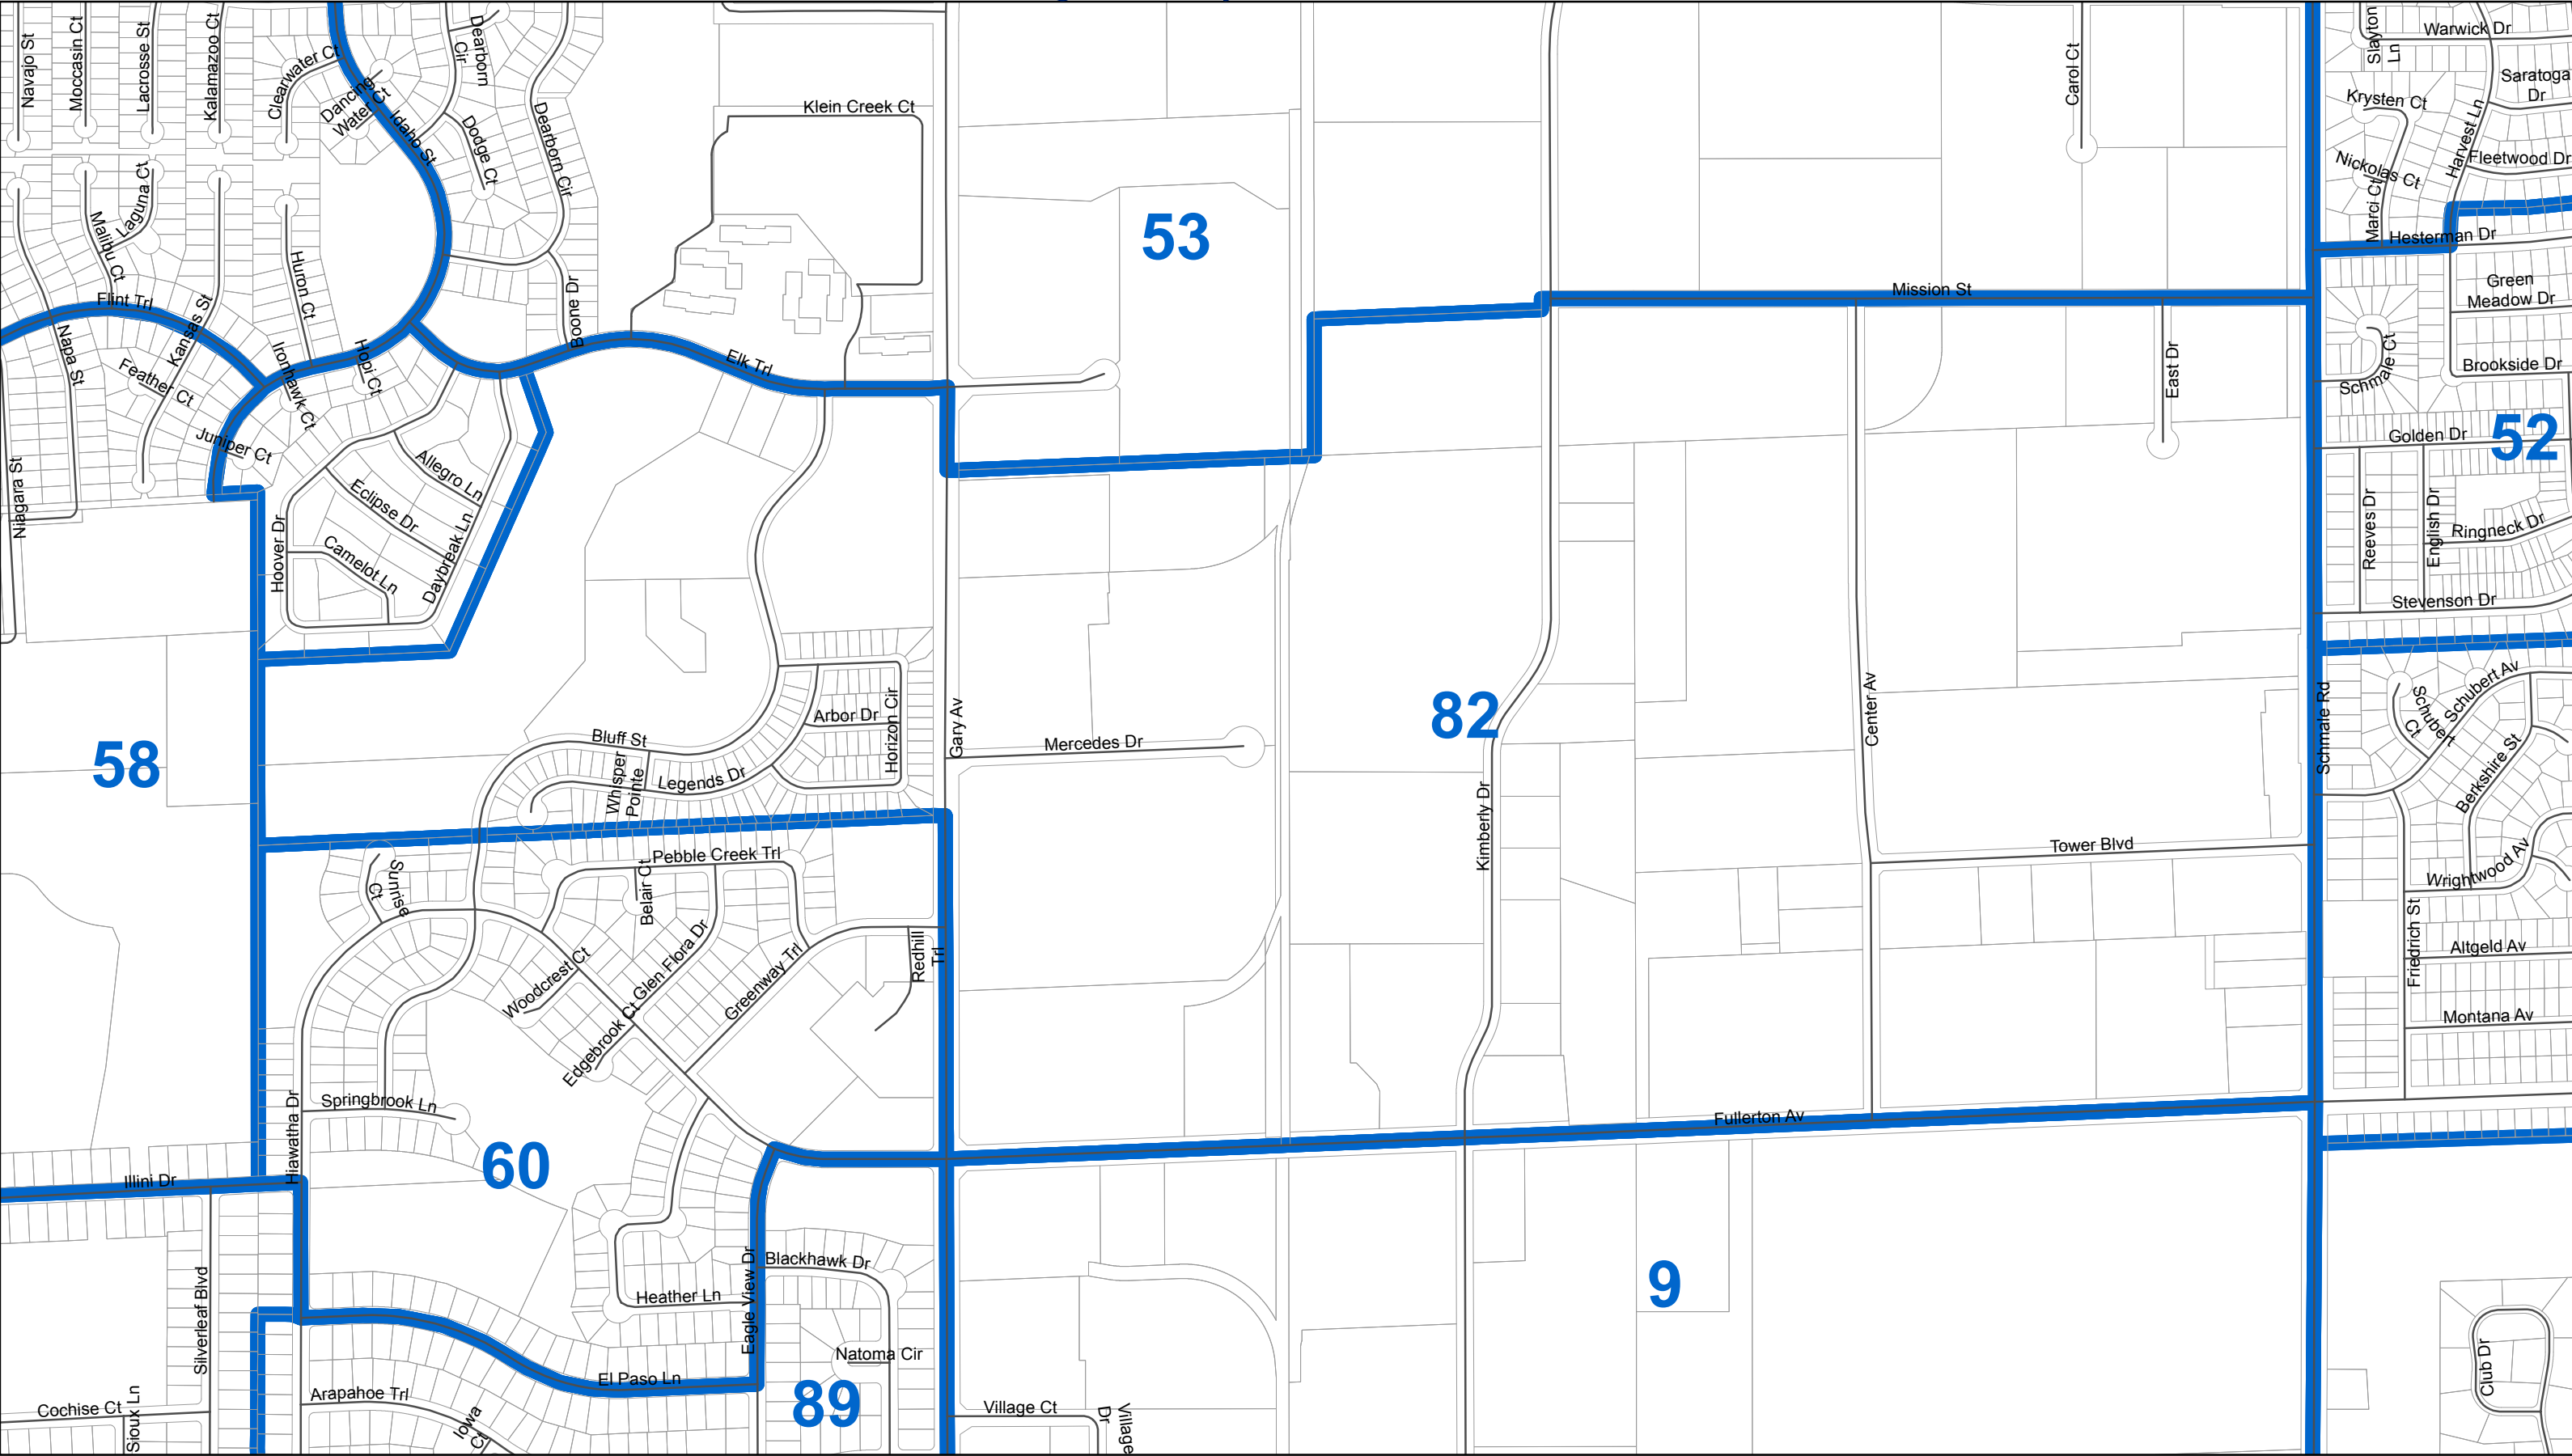 Navajo St
Moccasin Ct
Lacrosse St
Kalamazoo Ct
Clearwater Ct
Dancing
Water Ct
Idaho St
Dearborn
Cir
Dodge Ct
Dearborn Cir
Klein Creek Ct
Carol Ct
Slayton
Ln
Warwick Dr
Saratoga
Dr
Krysten Ct
Harvest Ln
Fleetwood Dr
Nickolas Ct
Marci Ct
Hesterman Dr
Green
Meadow Dr
Malibu Ct
Laguna Ct
Huron Ct
Flint Trl
Kansas St
Napa St
Feather Ct
Ironhawk Ct
Hopi Ct
Boone Dr
Elk Trl
53
Mission St
East Dr
Schmale Ct
Brookside Dr
Golden Dr
52
Juniper Ct
Niagara St
Allegro Ln
Eclipse Dr
Camelot Ln
Daybreak Ln
Hoover Dr
Reeves Dr
English Dr
Ringneck Dr
Stevenson Dr
58
Bluff St
Whisper
Pointe
Legends Dr
Arbor Dr
Horizon Cir
Gary Av
Mercedes Dr
82
Kimberly Dr
Center Av
Schmale Rd
Schubert
Ct
Schubert Av
Berkshire St
Tower Blvd
Wrightwood Av
Friedrich St
Altgeld Av
Montana Av
Sunrise
Ct
Pebble Creek Trl
Belair Ct
Glen Flora Dr
Woodcrest Ct
Edgebrook Ct
Greenway Trl
Redhill
Trl
Springbrook Ln
Hiawatha Dr
Illini Dr
60
Fullerton Av
Silverleaf Blvd
Blackhawk Dr
Heather Ln
Eagle View Dr
Natoma Cir
El Paso Ln
Arapahoe Trl
Iowa
Ct
Cochise Ct
Sioux Ln
89
9
Village Ct
Village
Dr
Club Dr